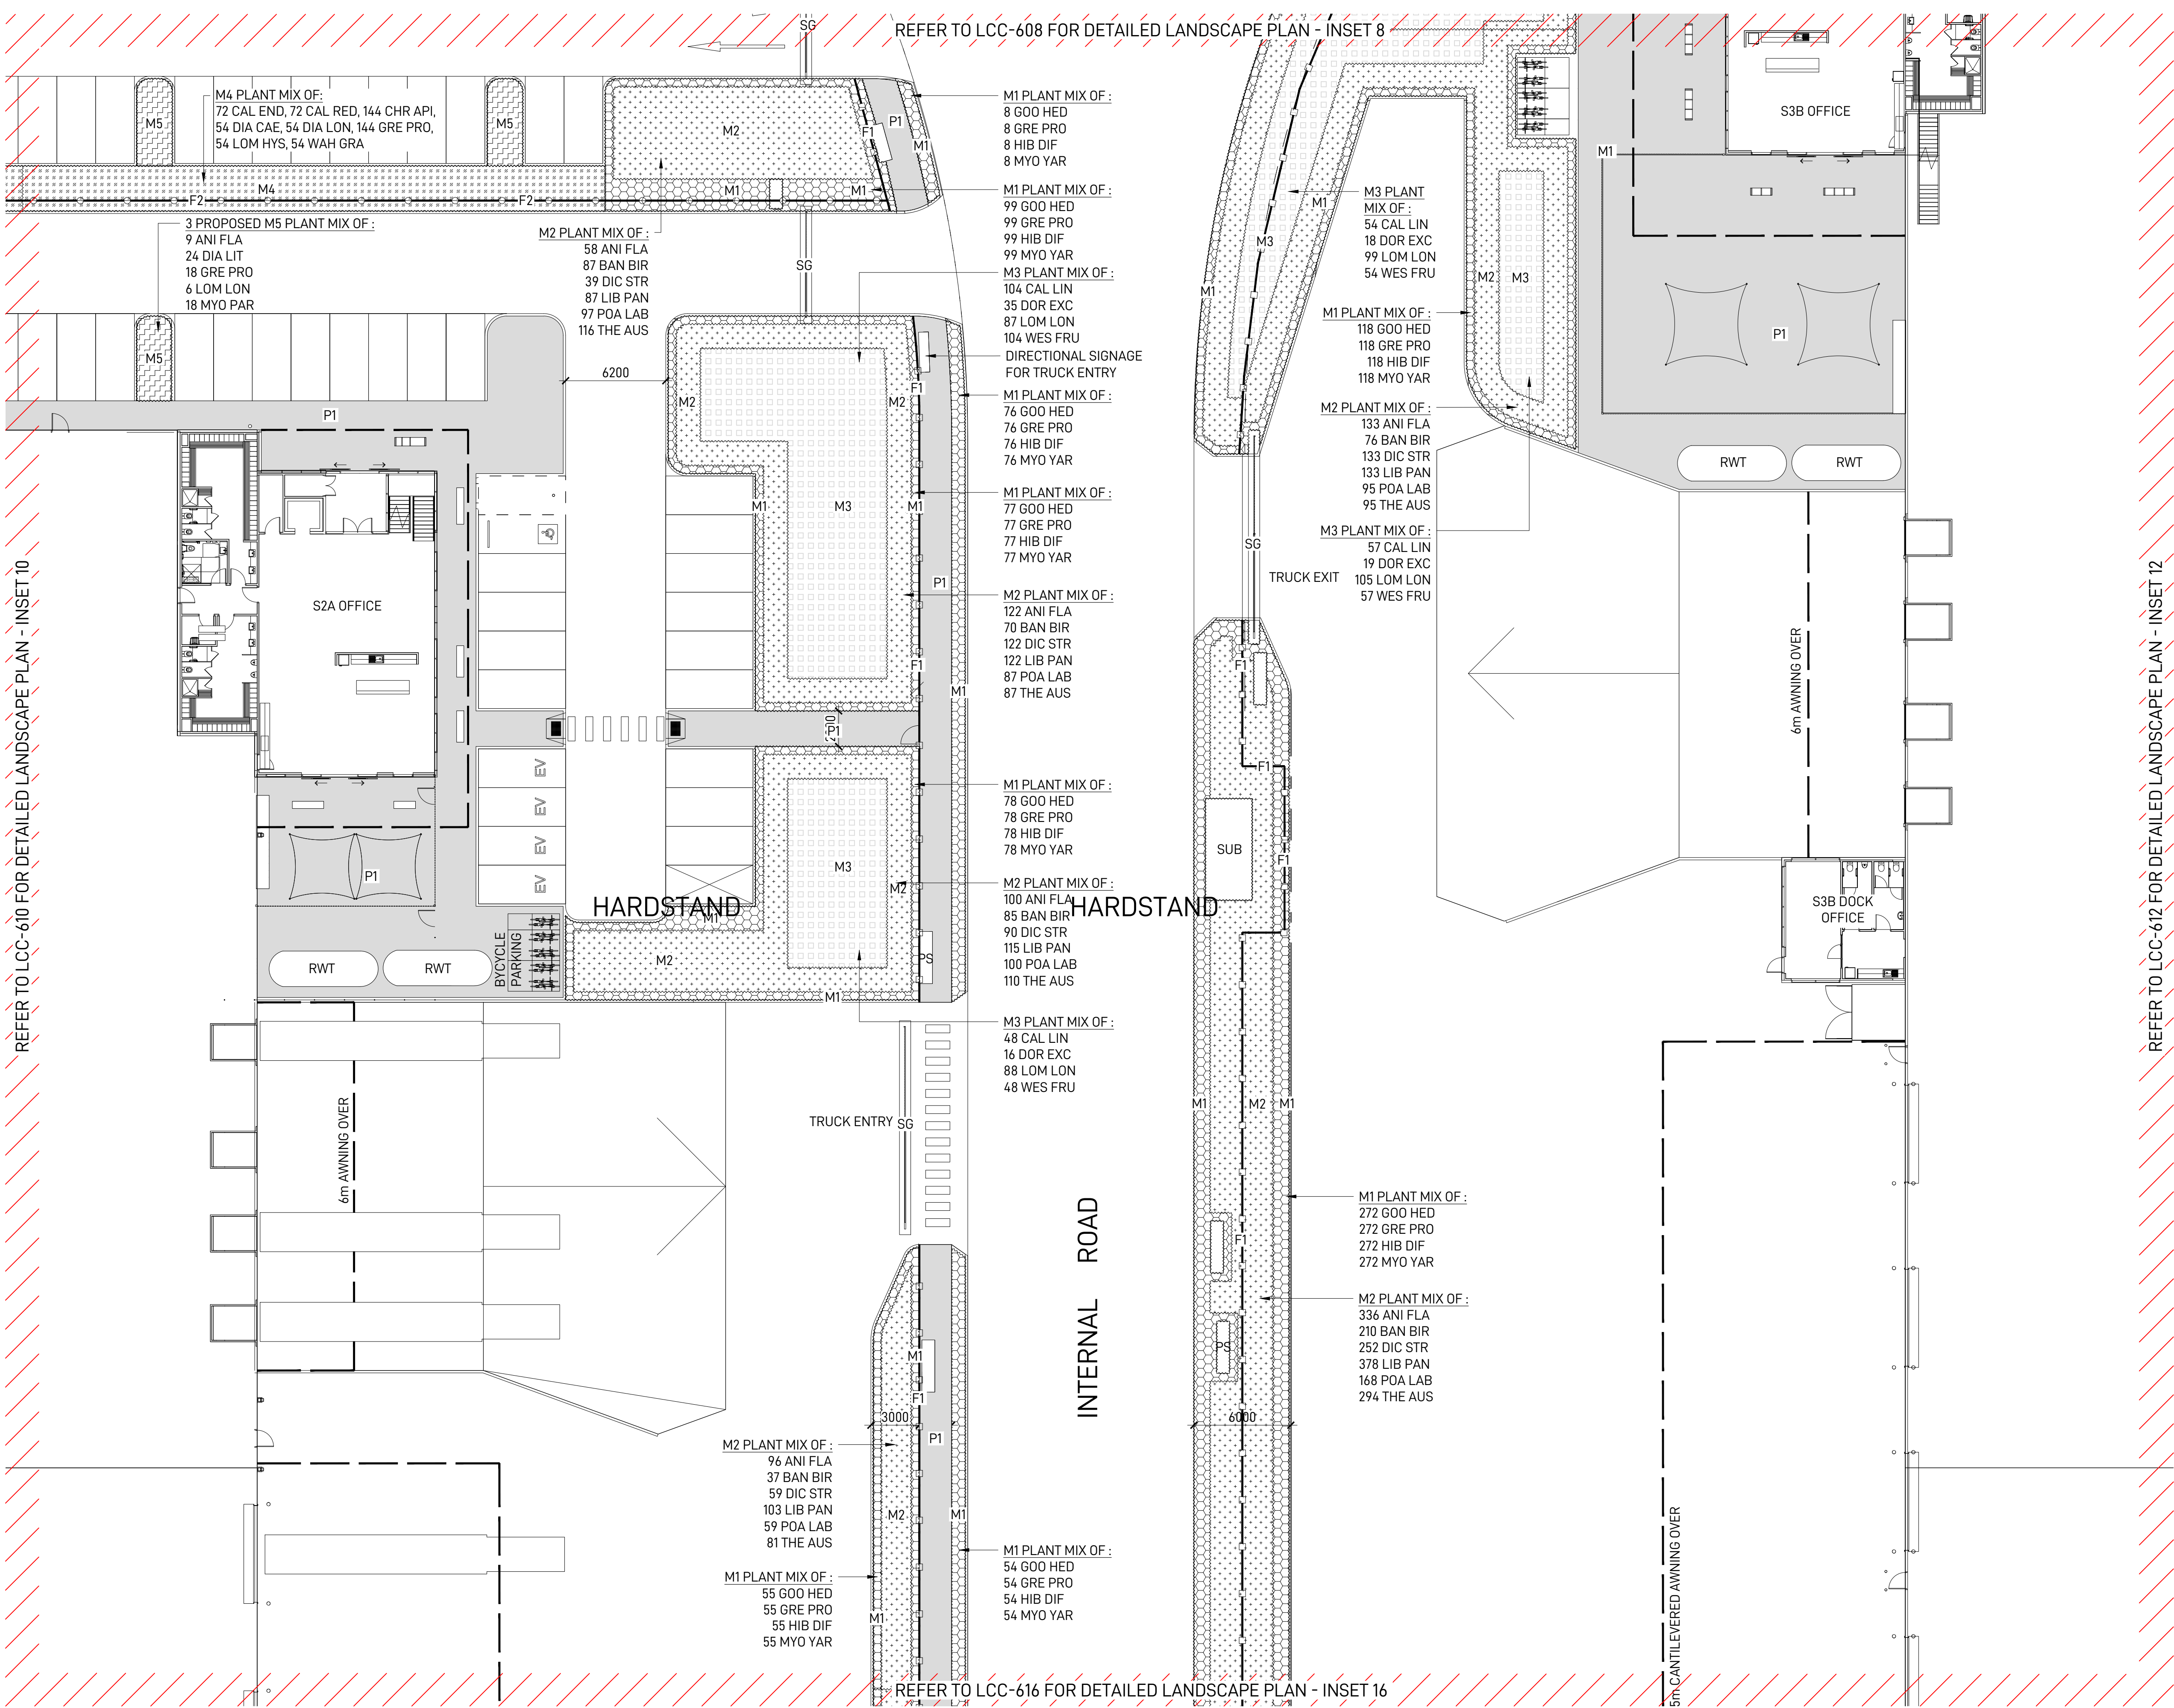 REFER TO LCC-608 FOR DETAILED LANDSCAPE PLAN - INSET 8
SG
M4 PLANT MIX OF:
72 CAL END, 72 CAL RED, 144 CHR API,
54 DIA CAE, 54 DIA LON, 144 GRE PRO,
54 LOM HYS, 54 WAH GRA
M5
M5
M2
F1
P1
M1
M4
F2
F2
M1
M1
3 PROPOSED M5 PLANT MIX OF :
9 ANI FLA
24 DIA LIT
18 GRE PRO
6 LOM LON
18 MYO PAR
M5
M2 PLANT MIX OF :
58 ANI FLA
87 BAN BIR
39 DIC STR
87 LIB PAN
97 POA LAB
116 THE AUS
SG
M1 PLANT MIX OF :
8 GOO HED
8 GRE PRO
8 HIB DIF
8 MYO YAR
M1 PLANT MIX OF :
99 GOO HED
99 GRE PRO
99 HIB DIF
99 MYO YAR
M3 PLANT MIX OF :
104 CAL LIN
35 DOR EXC
87 LOM LON
104 WES FRU
DIRECTIONAL SIGNAGE
FOR TRUCK ENTRY
M1 PLANT MIX OF :
76 GOO HED
76 GRE PRO
76 HIB DIF
76 MYO YAR
M1 PLANT MIX OF :
77 GOO HED
77 GRE PRO
77 HIB DIF
77 MYO YAR
M2 PLANT MIX OF :
122 ANI FLA
70 BAN BIR
122 DIC STR
122 LIB PAN
87 POA LAB
87 THE AUS
M1 PLANT MIX OF :
78 GOO HED
78 GRE PRO
78 HIB DIF
78 MYO YAR
M2 PLANT MIX OF :
100 ANI FLA
85 BAN BIR
90 DIC STR
115 LIB PAN
100 POA LAB
110 THE AUS
M3 PLANT MIX OF :
48 CAL LIN
16 DOR EXC
88 LOM LON
48 WES FRU
M3 PLANT
MIX OF :
54 CAL LIN
18 DOR EXC
99 LOM LON
54 WES FRU
M1 PLANT MIX OF :
118 GOO HED
118 GRE PRO
118 HIB DIF
118 MYO YAR
M2 PLANT MIX OF :
133 ANI FLA
76 BAN BIR
133 DIC STR
133 LIB PAN
95 POA LAB
95 THE AUS
M3 PLANT MIX OF :
57 CAL LIN
19 DOR EXC
105 LOM LON
57 WES FRU
M1
M3
M1
M2
M3
M1
S3B OFFICE
P1
RWT
RWT
SG
TRUCK EXIT
6m AWNING OVER
6200
P1
M2
M2
F1
M1
M3
M1
P1
F1
M1
S2A OFFICE
P1
EV
EV
EV
EV
M3
M2
P1
HARDSTAND
M1
HARDSTAND
M2
PS
M1
RWT
RWT
BYCYCLE
PARKING
F1
F1
SUB
F1
S3B DOCK
OFFICE
TRUCK ENTRY
SG
6m AWNING OVER
INTERNAL ROAD
M1
M2
M1
F1
PS
6000
M1 PLANT MIX OF :
272 GOO HED
272 GRE PRO
272 HIB DIF
272 MYO YAR
M2 PLANT MIX OF :
336 ANI FLA
210 BAN BIR
252 DIC STR
378 LIB PAN
168 POA LAB
294 THE AUS
M1
F1
3000
P1
M2
M1
M1
M2 PLANT MIX OF :
96 ANI FLA
37 BAN BIR
59 DIC STR
103 LIB PAN
59 POA LAB
81 THE AUS
M1 PLANT MIX OF :
55 GOO HED
55 GRE PRO
55 HIB DIF
55 MYO YAR
M1 PLANT MIX OF :
54 GOO HED
54 GRE PRO
54 HIB DIF
54 MYO YAR
5m CANTILEVERED AWNING OVER
REFER TO LCC-610 FOR DETAILED LANDSCAPE PLAN - INSET 10
REFER TO LCC-612 FOR DETAILED LANDSCAPE PLAN - INSET 12
REFER TO LCC-616 FOR DETAILED LANDSCAPE PLAN - INSET 16